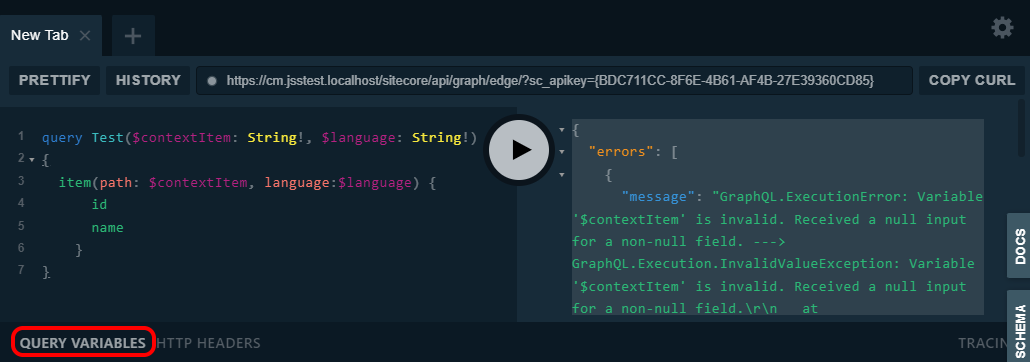 New Tab
PRETTIFY
HISTORY
https://cm.jsstest.localhost/sitecore/api/graph/edge/?sc_apikey={BDC711CC-8F6E-4B61-AF4B-27E39360CD85}
COPY CURL
1 query Test($contextItem: String!, $language: String!)
2 {
3 item(path: $contextItem, language:$language) {
4 id
5 name
6 }
7 }
{
"errors": [
{
"message": "GraphQL.ExecutionError: Variable
'$contextItem' is invalid. Received a null input
for a non-null field. --->
GraphQL.Execution.InvalidValueException: Variable
'$contextItem' is invalid. Received a null input
for a non-null field.\r\n   at
DOCS
SCHEMA
QUERY VARIABLES
HTTP HEADERS
TRACIN